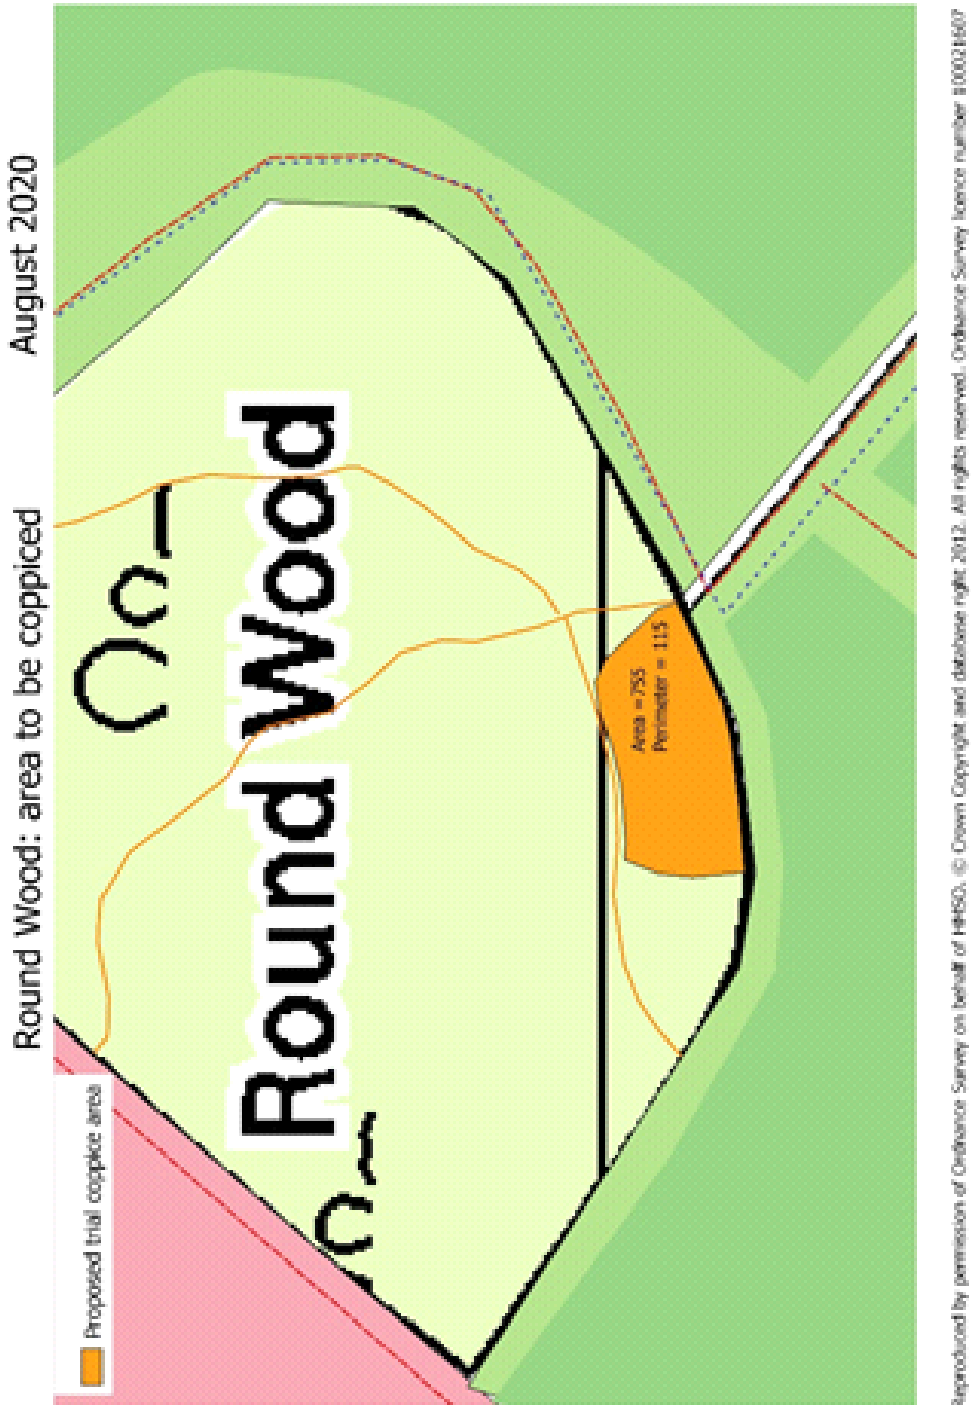 Round Wood: area to be coppiced August 2020
Proposed trial coppice area
Round Wood
Area =755
Perimeter = 115
Reproduced by permission of Ordnance Survey on behalf of HMSO. © Crown Copyright and database right 2012. All rights reserved. Ordnance Survey licence number 100021607